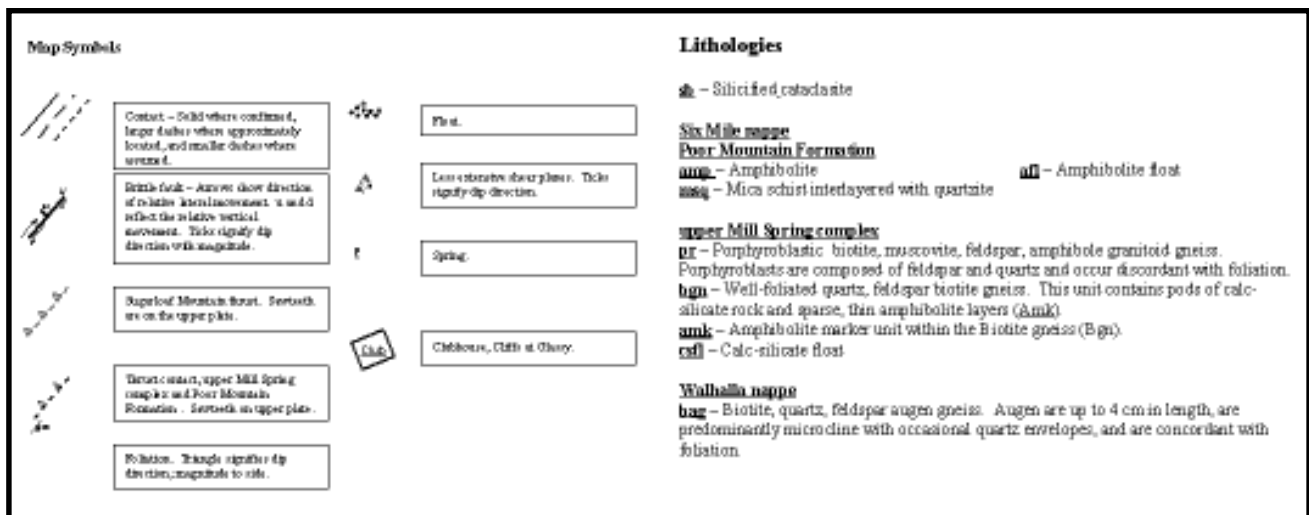 Map Symbols
Contact – Solid where confirmed,
larger dashes where approximately
located, and smaller dashes where
assumed.
Brittle fault – Arrows show direction
of relative lateral movement. u and d
reflect the relative vertical
movement. Ticks signify dip
direction with magnitude.
Sugarloaf Mountain thrust. Sawteeth
are on the upper plate.
Thrust contact, upper Mill Spring
complex and Poor Mountain
Formation. Sawteeth on upper plate.
Foliation. Triangle signifies dip
direction, magnitude to side.
Float.
Less extensive shear planes. Ticks
signify dip direction.
Spring.
Club
Clubhouse, Cliffs at Glassy.
Lithologies
– Silicified cataclasite
Six Mile nappe
Poor Mountain Formation
amp – Amphibolite afl – Amphibolite float
msq – Mica schist interlayered with quartzite
upper Mill Spring complex
pr – Porphyroblastic biotite, muscovite, feldspar, amphibole granitoid gneiss.
Porphyroblasts are composed of feldspar and quartz and occur discordant with foliation.
bgn – Well-foliated quartz, feldspar biotite gneiss. This unit contains pods of calc-
silicate rock and sparse, thin amphibolite layers (Amk).
amk – Amphibolite marker unit within the Biotite gneiss (Bgn).
csfl – Calc-silicate float
Walhalla nappe
bag – Biotite, quartz, feldspar augen gneiss. Augen are up to 4 cm in length, are
predominantly microcline with occasional quartz envelopes, and are concordant with
foliation.